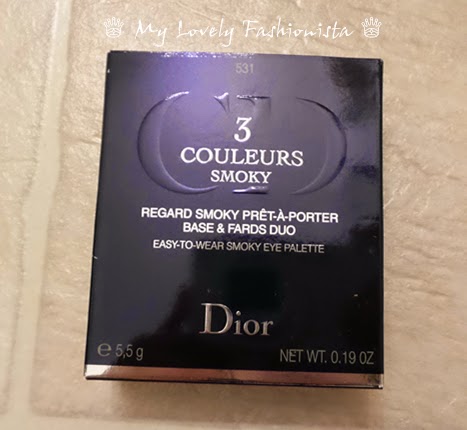 My Lovely Fashionista
531
3
COULEURS
SMOKY
REGARD SMOKY PRÊT-À-PORTER
BASE & FARDS DUO
EASY-TO-WEAR SMOKY EYE PALETTE
Dior
℮ 5,5 g NET WT. 0.19 OZ